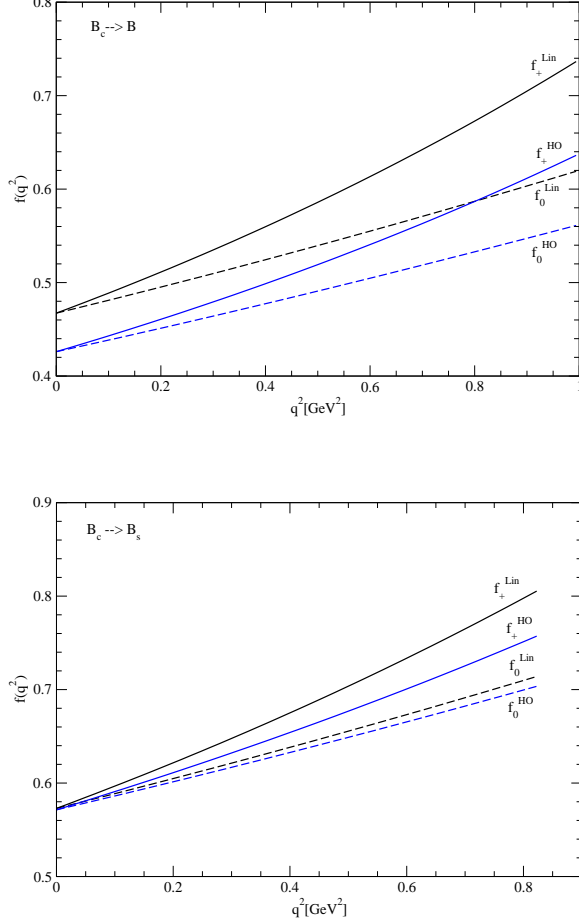 0.8
B_c --> B
f_+^Lin
0.7
f_+^HO
f(q^2)
0.6
f_0^Lin
f_0^HO
0.5
0.4
0 0.2 0.4 0.6 0.8 1
q^2[GeV^2]
0.9
B_c --> B_s
f_+^Lin
0.8
f_+^HO
f_0^Lin
f(q^2)
0.7
f_0^HO
0.6
0.5
0 0.2 0.4 0.6 0.8
q^2[GeV^2]